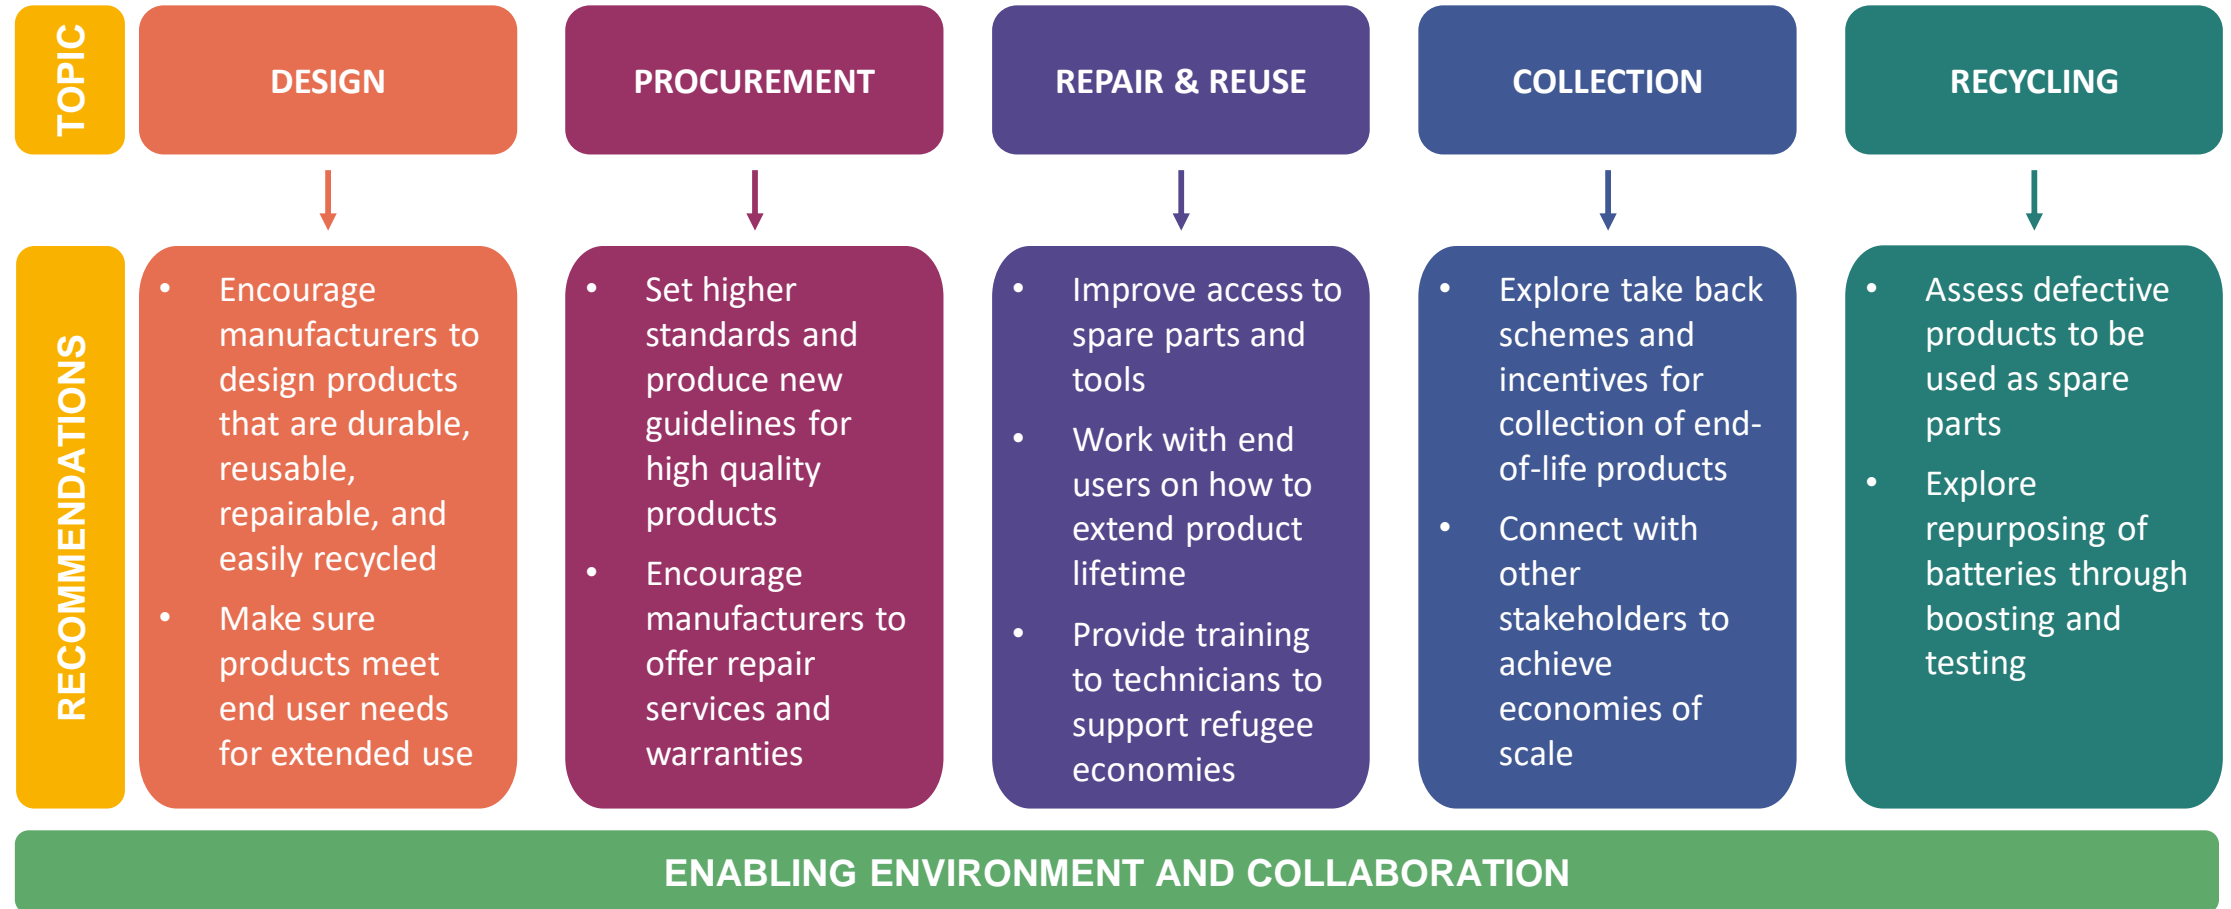 TOPIC
DESIGN
PROCUREMENT
REPAIR & REUSE
COLLECTION
RECYCLING
RECOMMENDATIONS
• Encourage
manufacturers to
design products
that are durable,
reusable,
repairable, and
easily recycled
• Make sure
products meet
end user needs
for extended use
• Set higher
standards and
produce new
guidelines for
high quality
products
• Encourage
manufacturers to
offer repair
services and
warranties
• Improve access to
spare parts and
tools
• Work with end
users on how to
extend product
lifetime
• Provide training
to technicians to
support refugee
economies
• Explore take back
schemes and
incentives for
collection of end-
of-life products
• Connect with
other
stakeholders to
achieve
economies of
scale
• Assess defective
products to be
used as spare
parts
• Explore
repurposing of
batteries through
boosting and
testing
ENABLING ENVIRONMENT AND COLLABORATION